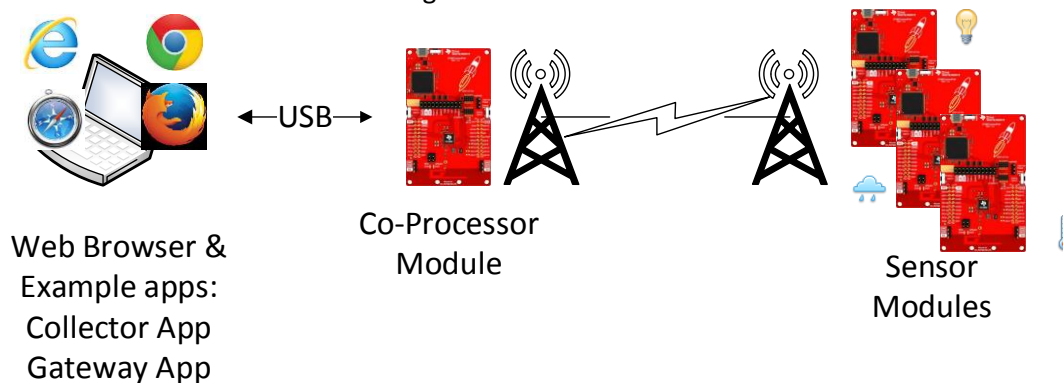 USB
Co-Processor
Module
Web Browser &
Example apps:
Collector App
Gateway App
Sensor
Modules